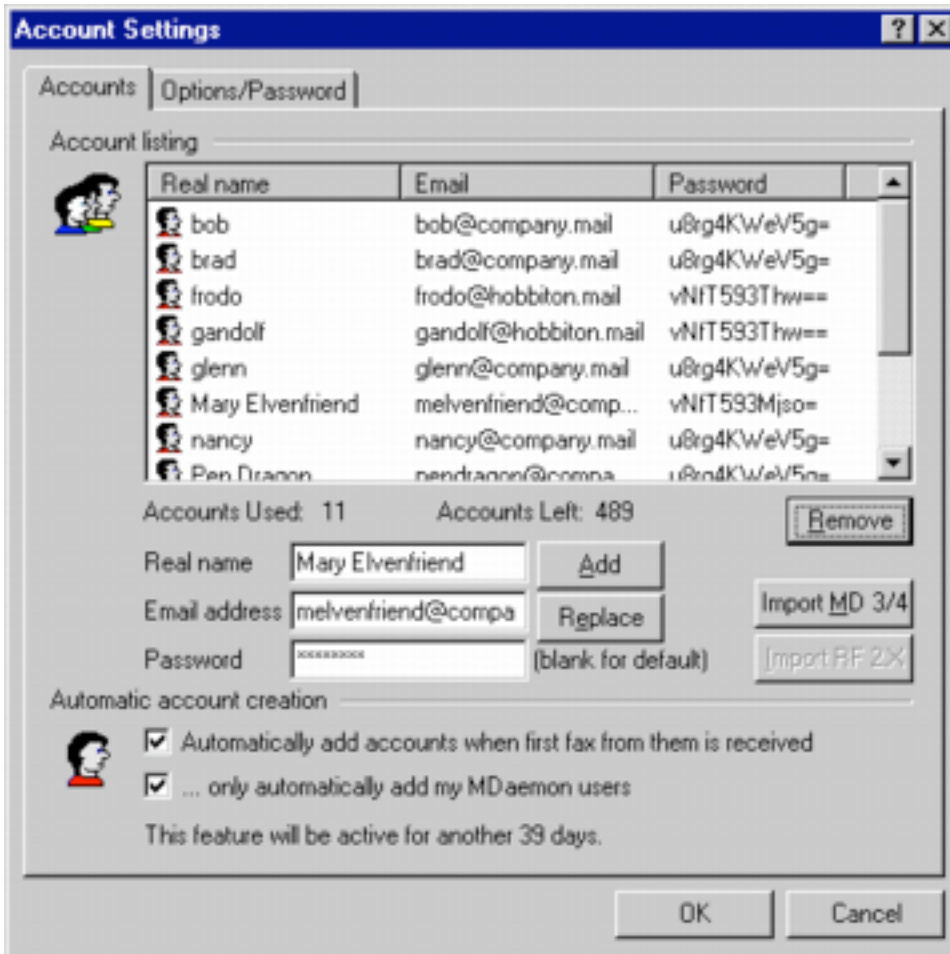 Account Settings
Accounts Options/Password
Account listing
Real name Email Password
bob bob@company.mail u8rg4KWeV5g=
brad brad@company.mail u8rg4KWeV5g=
frodo frodo@hobbiton.mail vNfT593Thw==
gandolf gandolf@hobbiton.mail vNfT593Thw==
glenn glenn@company.mail u8rg4KWeV5g=
Mary Elvenfriend melvenfriend@comp... vNfT593Mjso=
nancy nancy@company.mail u8rg4KWeV5g=
Pen Dragon pendragon@compa... u8rg4KWeV5g=
Accounts Used: 11 Accounts Left: 489 Remove
Real name Mary Elvenfriend Add
Email address melvenfriend@compa Replace Import MD 3/4
Password ×××××××× (blank for default) Import RF 2.X
Automatic account creation
Automatically add accounts when first fax from them is received
... only automatically add my MDaemon users
This feature will be active for another 39 days.
OK Cancel